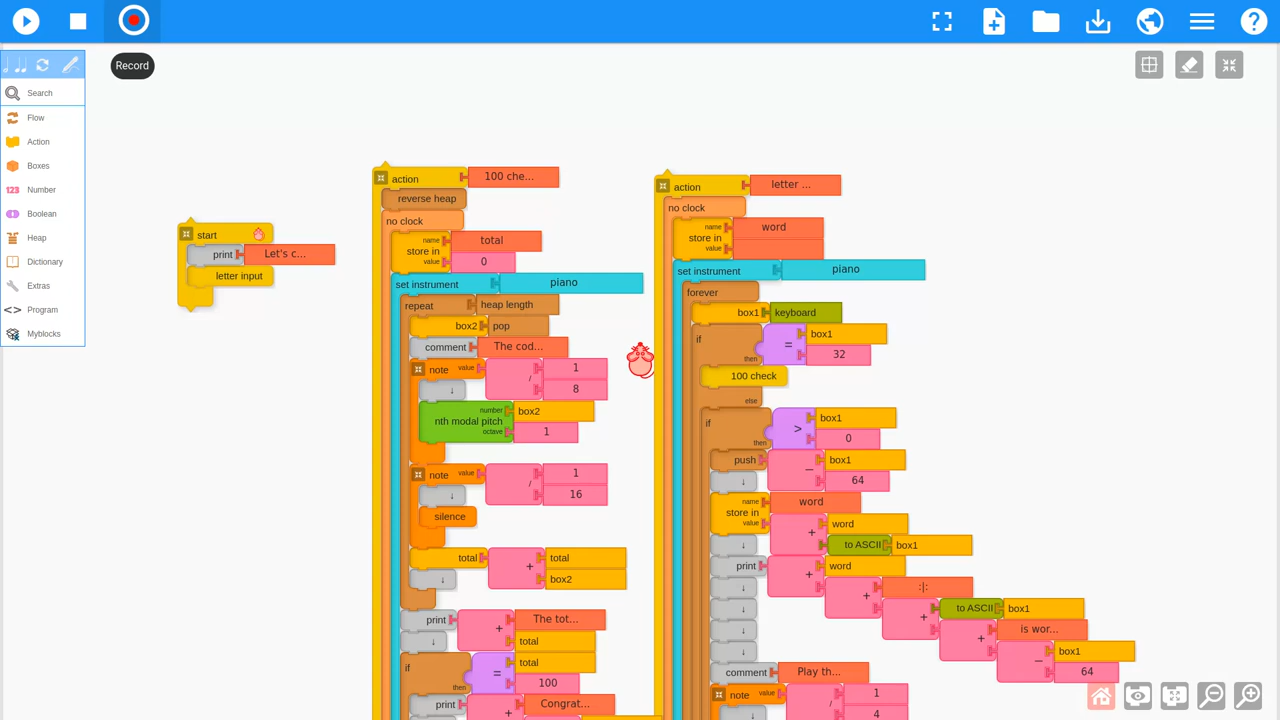 Record
Search
Flow
Action
Boxes
123 Number
Boolean
Heap
Dictionary
Extras
<> Program
Myblocks
start
print Let's c...
letter input
action 100 che...
reverse heap
no clock
name total
store in
value 0
set instrument piano
repeat heap length
box2 pop
comment The cod...
note value 1
/
↓ 8
number box2
nth modal pitch
octave 1
note value 1
/
↓ 16
silence
total + total
↓ box2
print + The tot...
↓ total
if = total
then 100
print + Congrat...
action letter ...
no clock
name word
store in
value
set instrument piano
forever
box1 keyboard
if = box1
then 32
100 check
else
if > box1
then 0
push − box1
↓ 64
name word
store in
value + word
↓ to ASCII box1
print + word
↓ + :|:
↓ + to ASCII box1
↓ + is wor...
↓ − box1
comment Play th... 64
note value 1
/
↓ 4